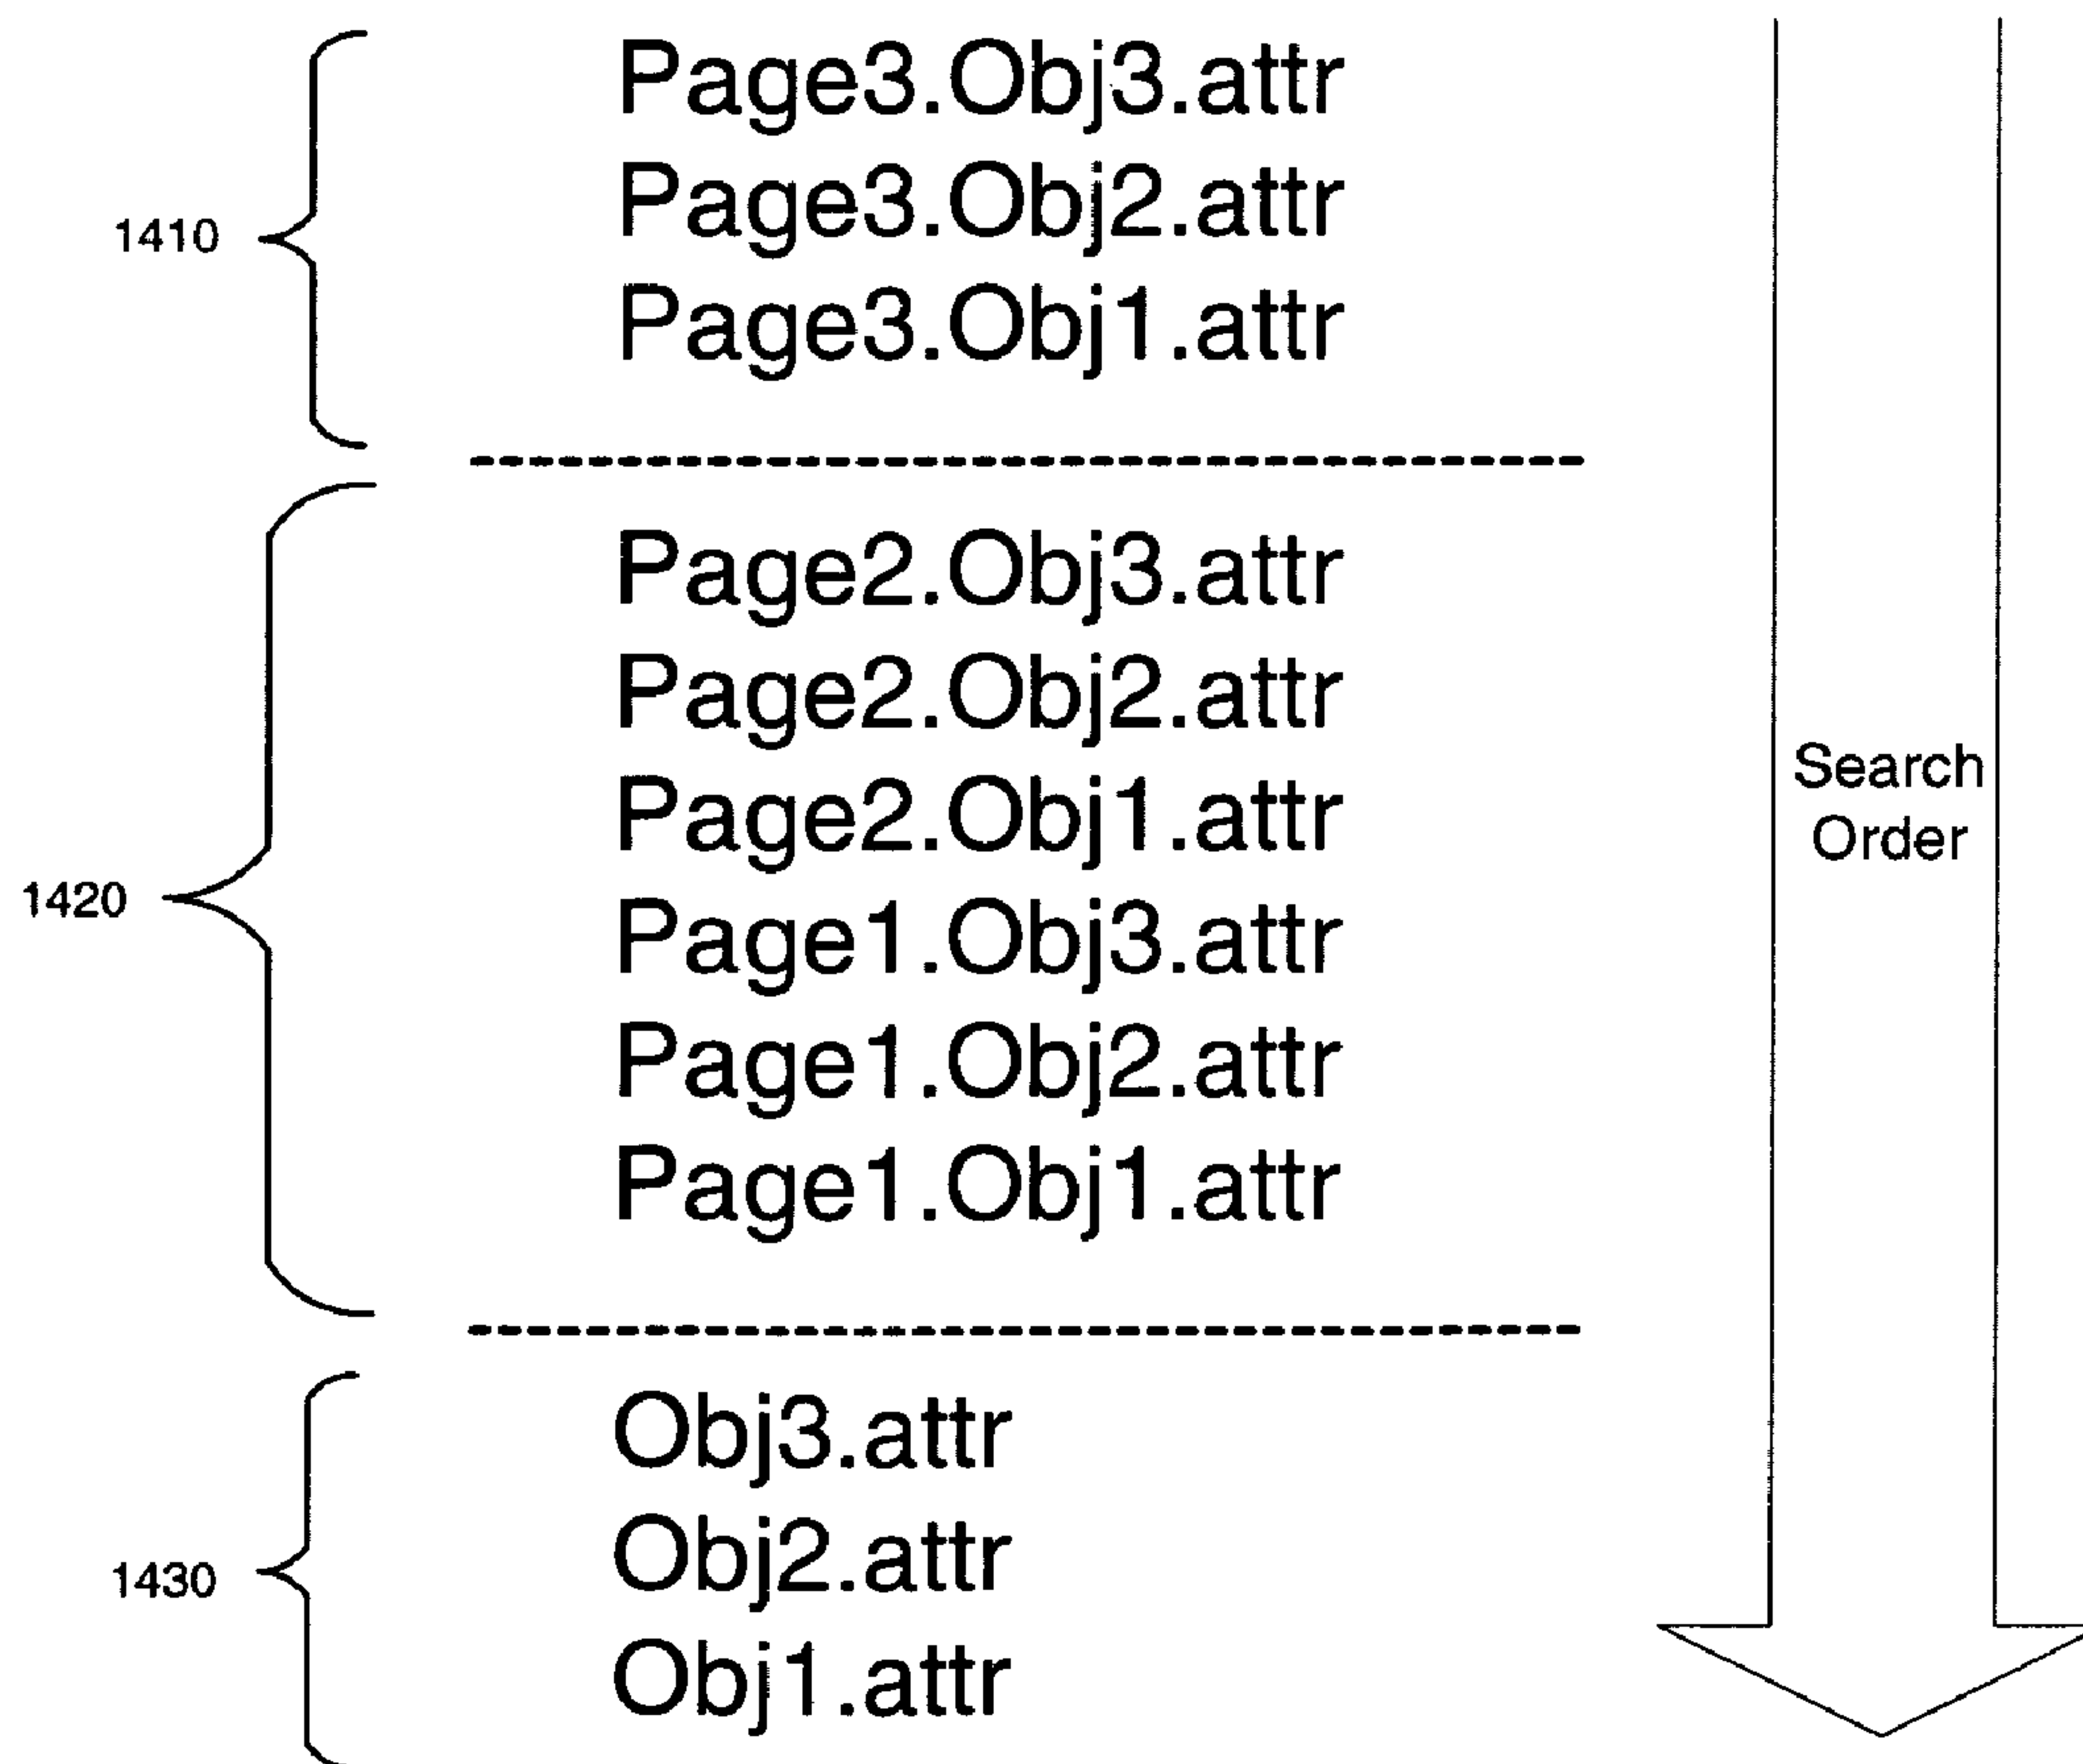 Page3.Obj3.attr
Page3.Obj2.attr
1410
Page3.Obj1.attr
Page2.Obj3.attr
Page2.Obj2.attr
Page2.Obj1.attr
1420
Page1.Obj3.attr
Page1.Obj2.attr
Page1.Obj1.attr
Obj3.attr
Obj2.attr
1430
Obj1.attr
Search
Order